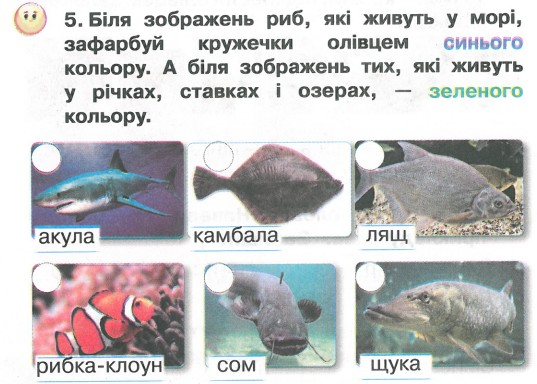 5. Біля зображень риб, які живуть у морі,
зафарбуй кружечки олівцем синього
кольору. А біля зображень тих, які живуть
у річках, ставках і озерах, — зеленого
кольору.
акула камбала лящ
рибка-клоун сом щука